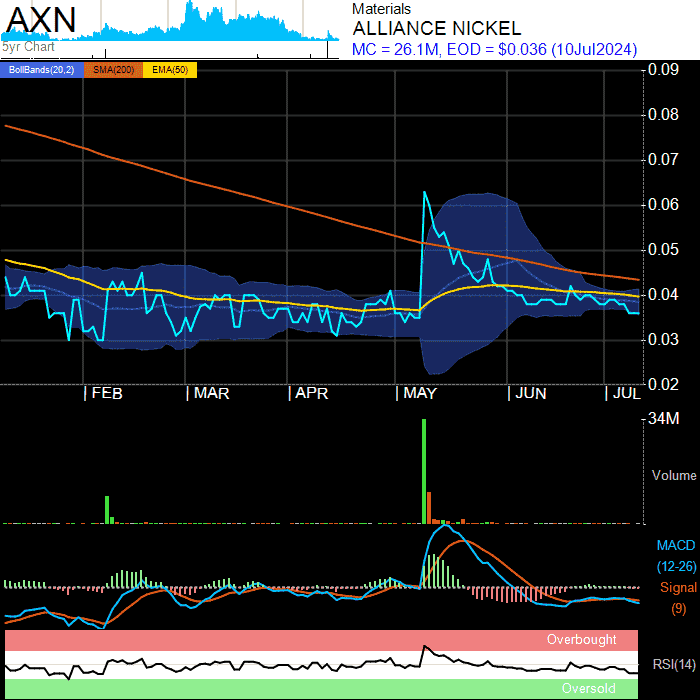 AXN
5yr Chart
Materials
ALLIANCE NICKEL
MC = 26.1M, EOD = $0.036 (10Jul2024)
BollBands(20,2) SMA(200) EMA(50)
0.09
0.08
0.07
0.06
0.05
0.04
0.03
0.02
FEB MAR APR MAY JUN JUL
34M
Volume
MACD
(12-26)
Signal
(9)
Overbought
RSI(14)
Oversold